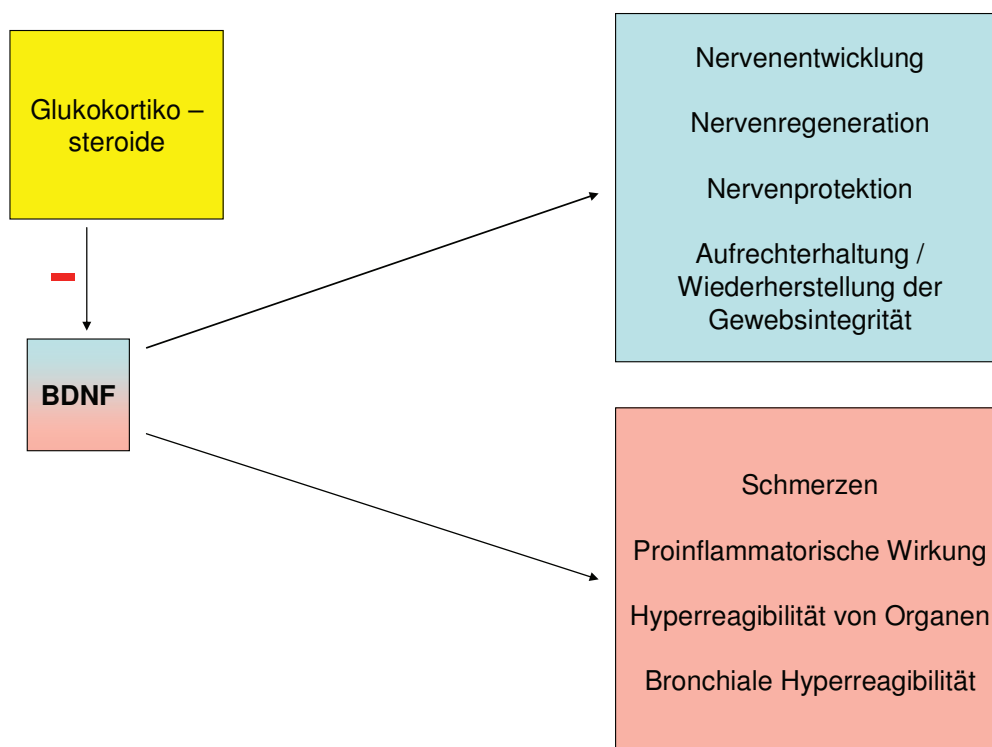 Glukokortiko –
steroide
BDNF
Nervenentwicklung
Nervenregeneration
Nervenprotektion
Aufrechterhaltung /
Wiederherstellung der
Gewebsintegrität
Schmerzen
Proinflammatorische Wirkung
Hyperreagibilität von Organen
Bronchiale Hyperreagibilität